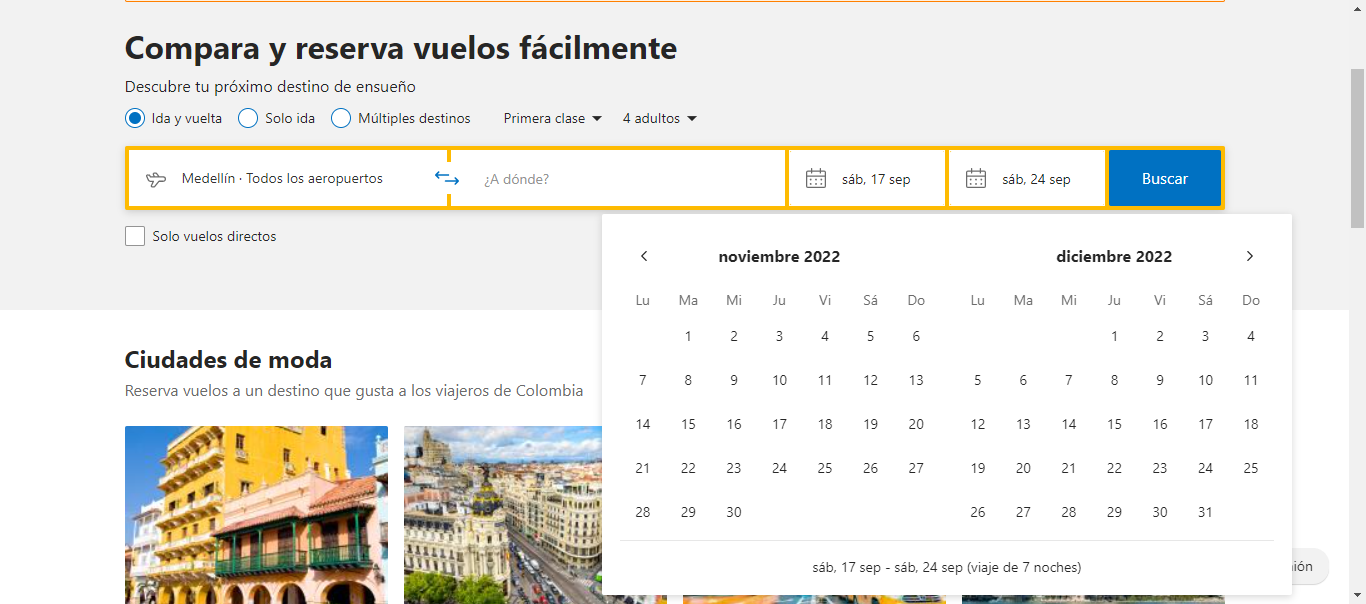 Compara y reserva vuelos fácilmente
Descubre tu próximo destino de ensueño
Ida y vuelta Solo ida Múltiples destinos Primera clase 4 adultos
Medellín · Todos los aeropuertos ¿A dónde? sáb, 17 sep sáb, 24 sep Buscar
Solo vuelos directos
noviembre 2022 diciembre 2022
Lu Ma Mi Ju Vi Sá Do Lu Ma Mi Ju Vi Sá Do
1 2 3 4 5 6 1 2 3 4
7 8 9 10 11 12 13 5 6 7 8 9 10 11
14 15 16 17 18 19 20 12 13 14 15 16 17 18
21 22 23 24 25 26 27 19 20 21 22 23 24 25
28 29 30 26 27 28 29 30 31
sáb, 17 sep - sáb, 24 sep (viaje de 7 noches)
Ciudades de moda
Reserva vuelos a un destino que gusta a los viajeros de Colombia